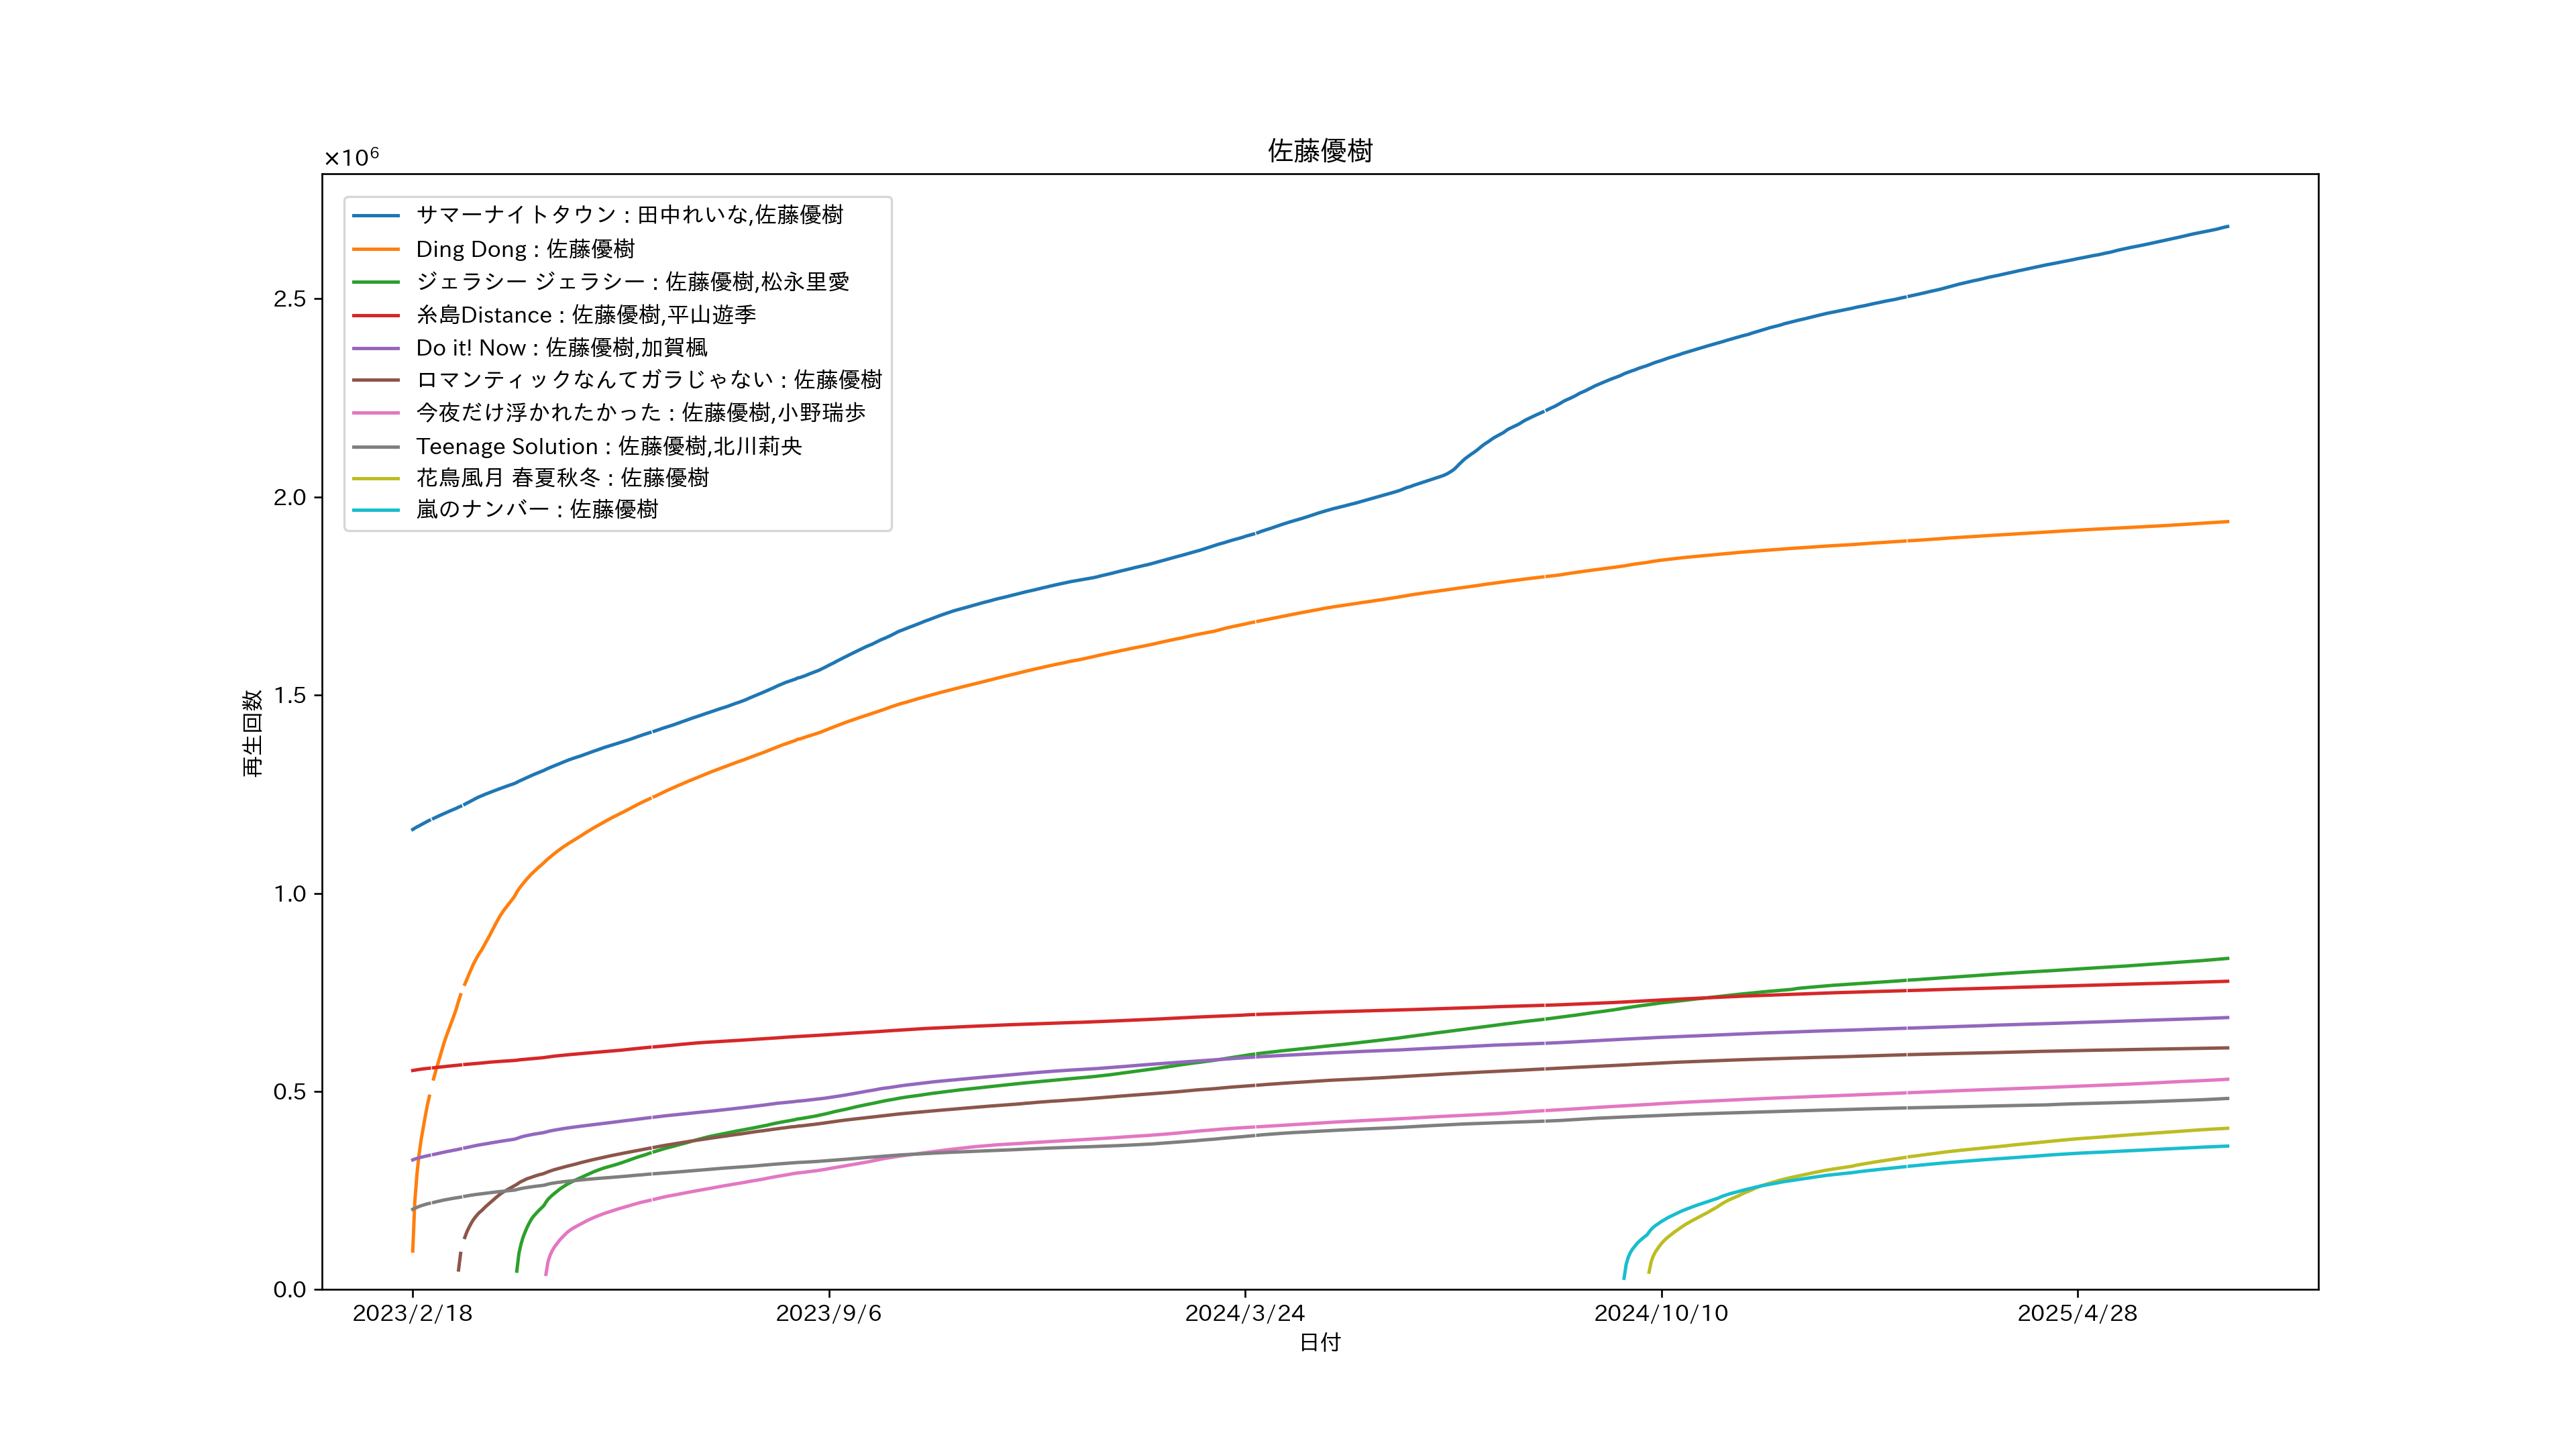 佐藤優樹
×10⁶
サマーナイトタウン : 田中れいな,佐藤優樹
Ding Dong : 佐藤優樹
ジェラシー ジェラシー : 佐藤優樹,松永里愛
糸島Distance : 佐藤優樹,平山遊季
Do it! Now : 佐藤優樹,加賀楓
ロマンティックなんてガラじゃない : 佐藤優樹
今夜だけ浮かれたかった : 佐藤優樹,小野瑞歩
Teenage Solution : 佐藤優樹,北川莉央
花鳥風月 春夏秋冬 : 佐藤優樹
嵐のナンバー : 佐藤優樹
2.5
2.0
1.5
1.0
0.5
0.0
再生回数
2023/2/18
2023/9/6
2024/3/24
2024/10/10
2025/4/28
日付